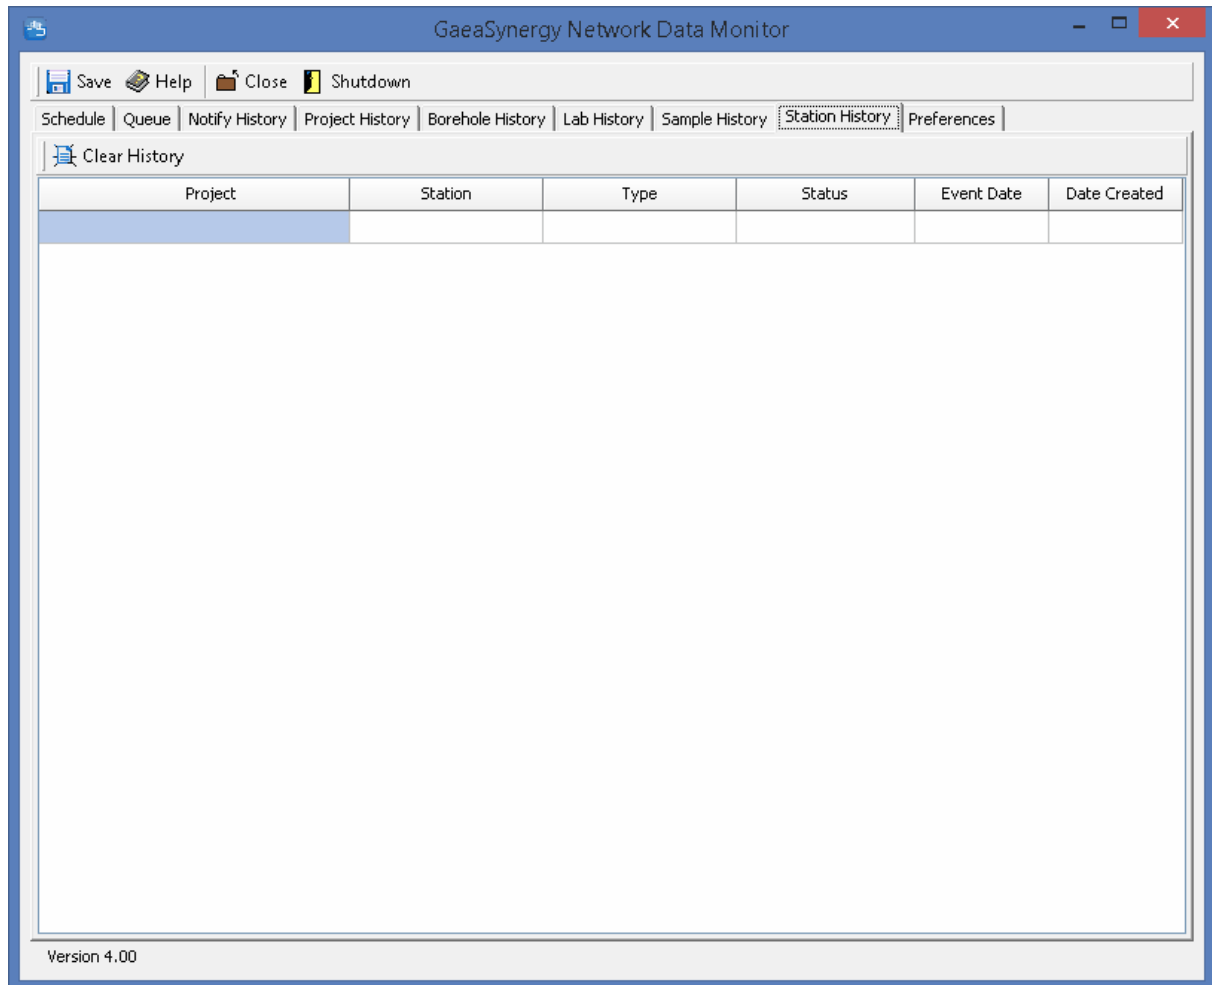 GaeaSynergy Network Data Monitor
Save Help Close Shutdown
Schedule Queue Notify History Project History Borehole History Lab History Sample History Station History Preferences
Clear History
Project Station Type Status Event Date Date Created
Version 4.00